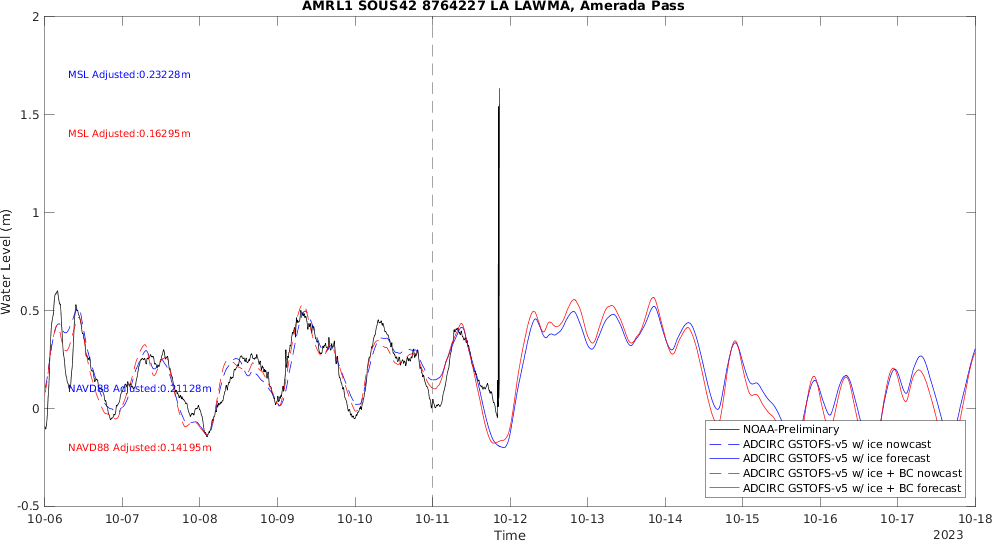 AMRL1 SOUS42 8764227 LA LAWMA, Amerada Pass
2
1.5
1
0.5
0
-0.5
Water Level (m)
MSL Adjusted:0.23228m
MSL Adjusted:0.16295m
NAVD88 Adjusted:0.21128m
NAVD88 Adjusted:0.14195m
NOAA-Preliminary
ADCIRC GSTOFS-v5 w/ ice nowcast
ADCIRC GSTOFS-v5 w/ ice forecast
ADCIRC GSTOFS-v5 w/ ice + BC nowcast
ADCIRC GSTOFS-v5 w/ ice + BC forecast
10-06 10-07 10-08 10-09 10-10 10-11 10-12 10-13 10-14 10-15 10-16 10-17 10-18
Time
2023